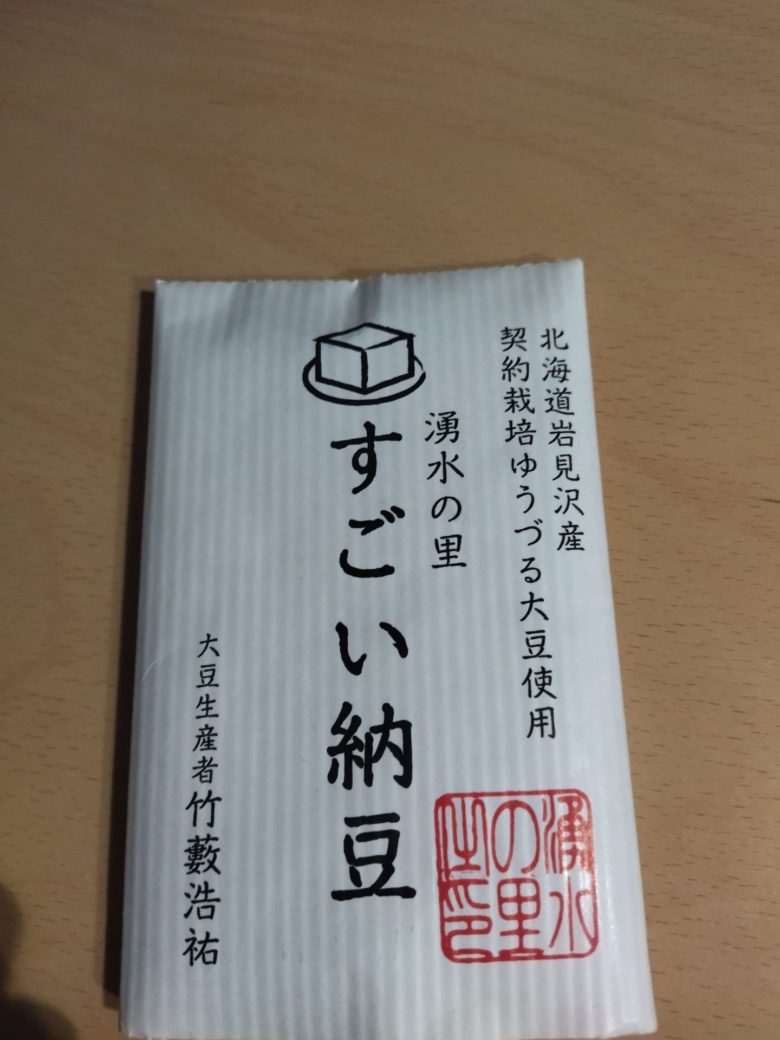 北海道岩見沢産
契約栽培ゆうづる大豆使用
湧水の里
すごい納豆
大豆生産者 竹藪浩祐
湧水
の里
之印